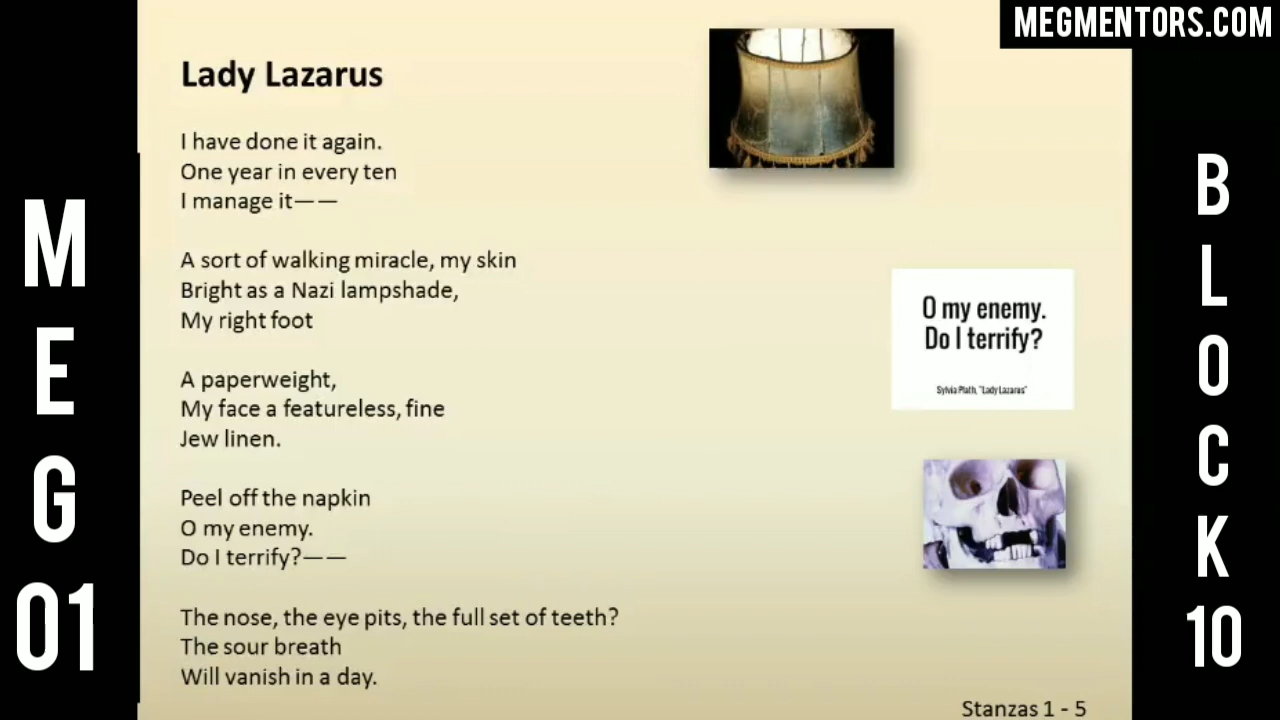 MEGMENTORS.COM
Lady Lazarus
I have done it again.
One year in every ten
I manage it——
A sort of walking miracle, my skin
Bright as a Nazi lampshade,
My right foot
A paperweight,
My face a featureless, fine
Jew linen.
Peel off the napkin
O my enemy.
Do I terrify?——
The nose, the eye pits, the full set of teeth?
The sour breath
Will vanish in a day.
O my enemy.
Do I terrify?
Sylvia Plath, "Lady Lazarus"
Stanzas 1 - 5
MEG 01
BLOCK 10